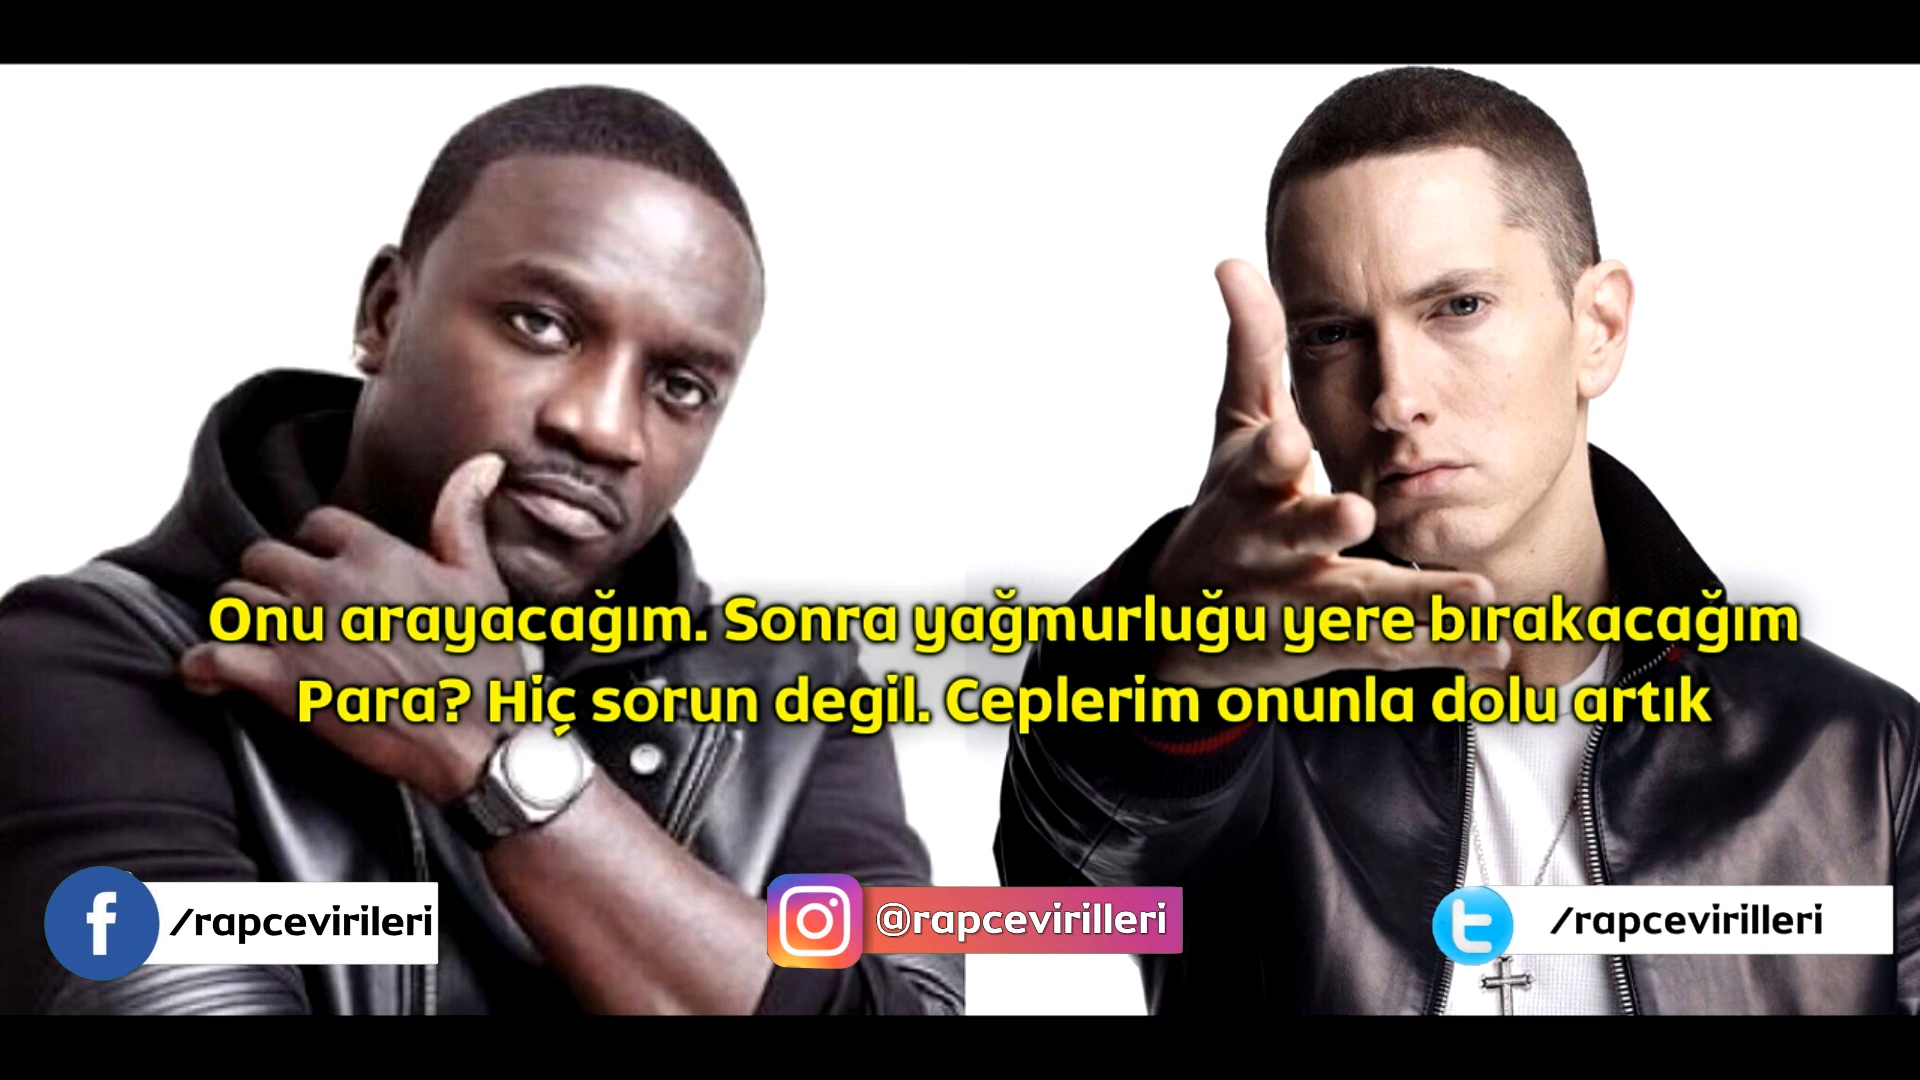 Onu arayacağım. Sonra yağmurluğu yere bırakacağım
Para? Hiç sorun degil. Ceplerim onunla dolu artık
/rapcevirileri
@rapcevirilleri
/rapcevirilleri